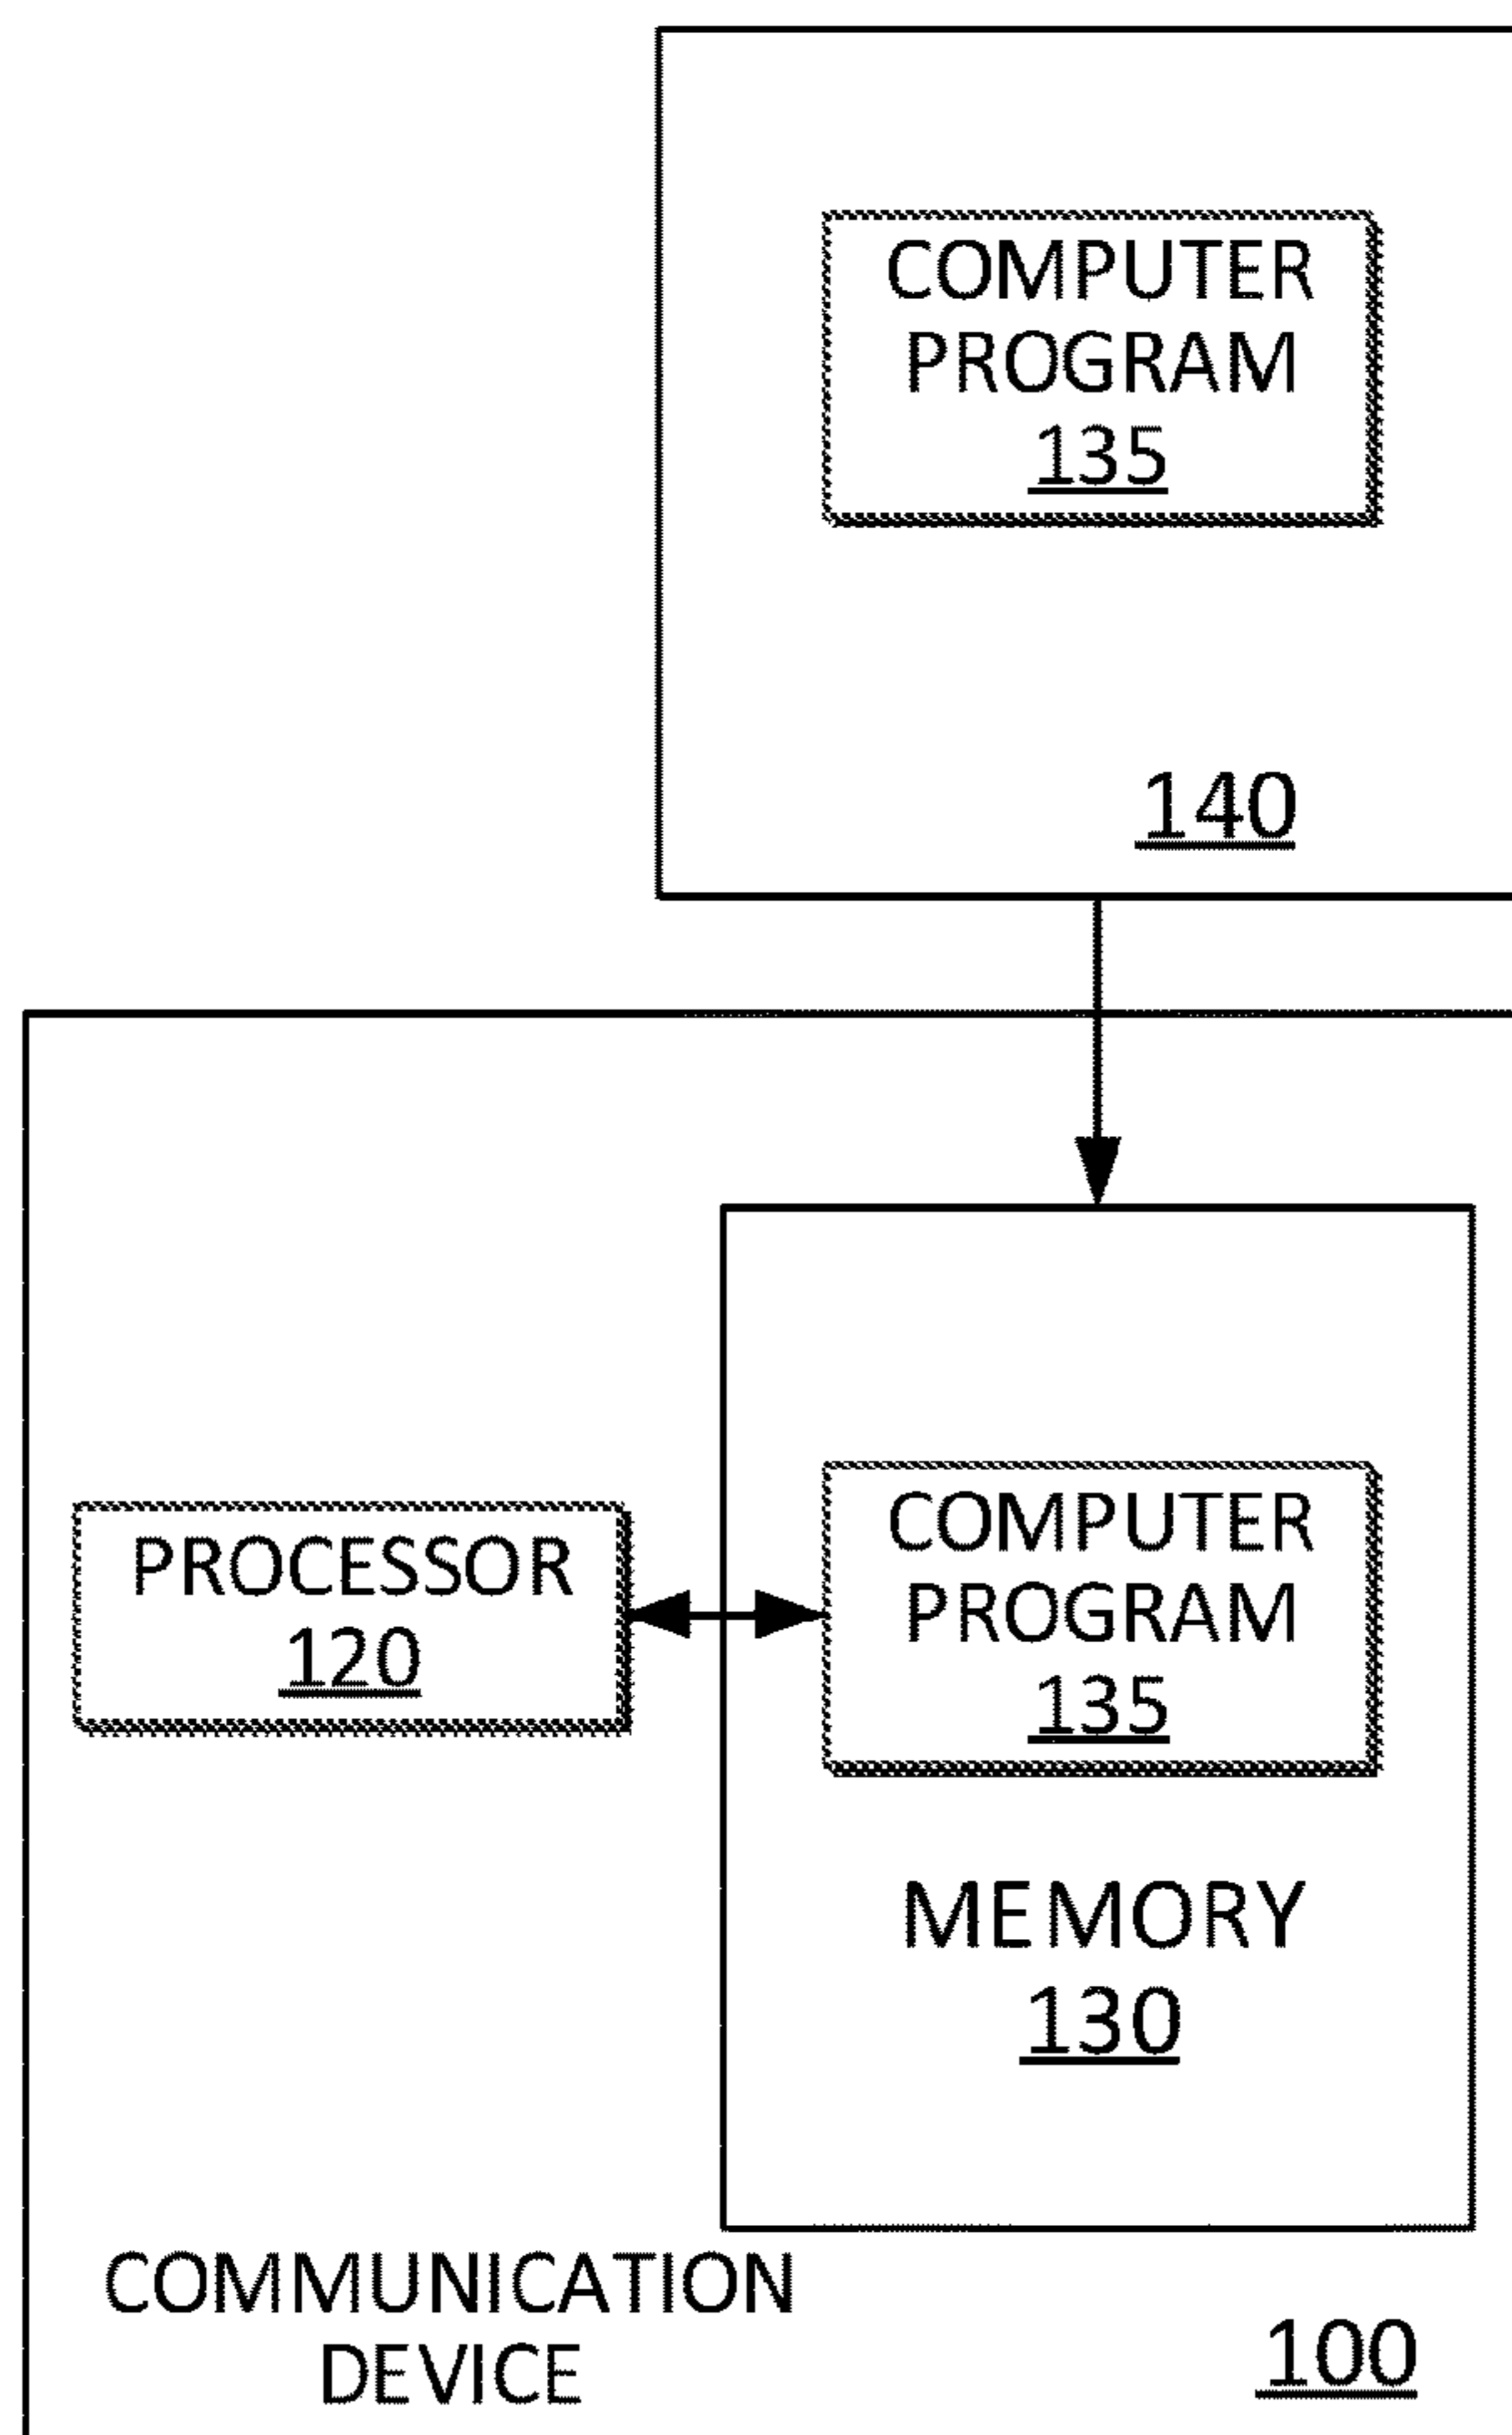 COMPUTER
PROGRAM
135
140
PROCESSOR
120
COMPUTER
PROGRAM
135
MEMORY
130
COMMUNICATION
DEVICE
100